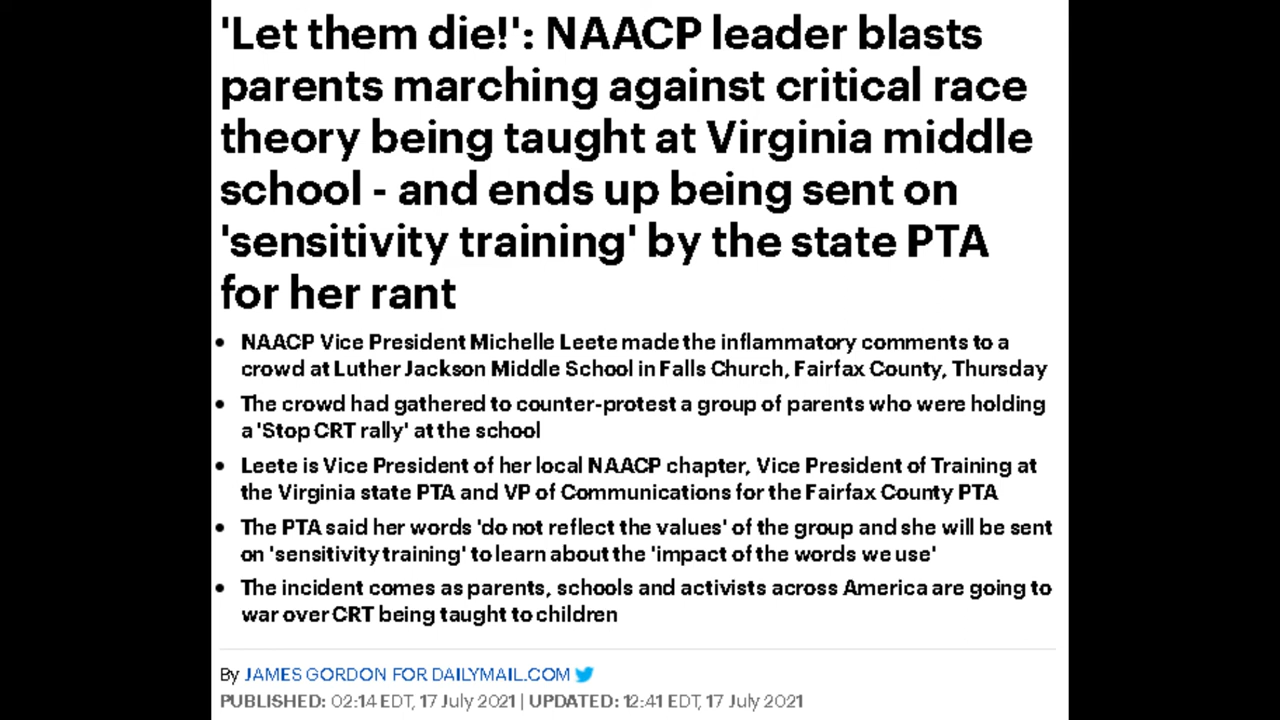 'Let them die!': NAACP leader blasts
parents marching against critical race
theory being taught at Virginia middle
school - and ends up being sent on
'sensitivity training' by the state PTA
for her rant
• NAACP Vice President Michelle Leete made the inflammatory comments to a
crowd at Luther Jackson Middle School in Falls Church, Fairfax County, Thursday
• The crowd had gathered to counter-protest a group of parents who were holding
a 'Stop CRT rally' at the school
• Leete is Vice President of her local NAACP chapter, Vice President of Training at
the Virginia state PTA and VP of Communications for the Fairfax County PTA
• The PTA said her words 'do not reflect the values' of the group and she will be sent
on 'sensitivity training' to learn about the 'impact of the words we use'
• The incident comes as parents, schools and activists across America are going to
war over CRT being taught to children
By JAMES GORDON FOR DAILYMAIL.COM
PUBLISHED: 02:14 EDT, 17 July 2021 | UPDATED: 12:41 EDT, 17 July 2021